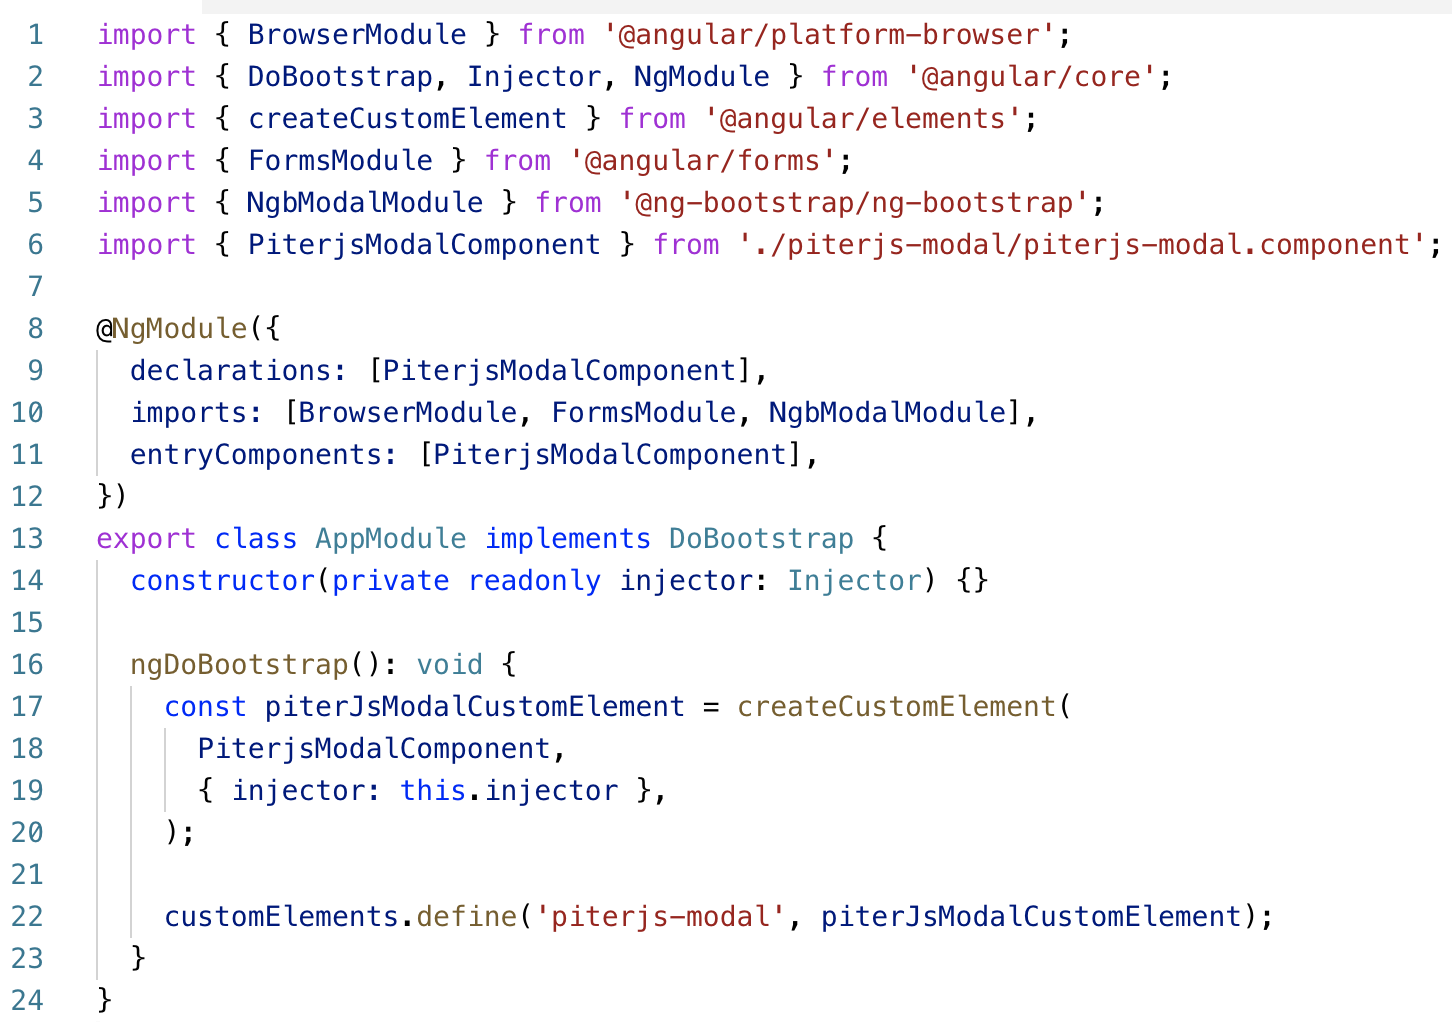 1 import { BrowserModule } from '@angular/platform-browser';
2 import { DoBootstrap, Injector, NgModule } from '@angular/core';
3 import { createCustomElement } from '@angular/elements';
4 import { FormsModule } from '@angular/forms';
5 import { NgbModalModule } from '@ng-bootstrap/ng-bootstrap';
6 import { PiterjsModalComponent } from './piterjs-modal/piterjs-modal.component';
7
8 @NgModule({
9   declarations: [PiterjsModalComponent],
10   imports: [BrowserModule, FormsModule, NgbModalModule],
11   entryComponents: [PiterjsModalComponent],
12 })
13 export class AppModule implements DoBootstrap {
14   constructor(private readonly injector: Injector) {}
15
16   ngDoBootstrap(): void {
17     const piterJsModalCustomElement = createCustomElement(
18       PiterjsModalComponent,
19       { injector: this.injector },
20     );
21
22     customElements.define('piterjs-modal', piterJsModalCustomElement);
23   }
24 }